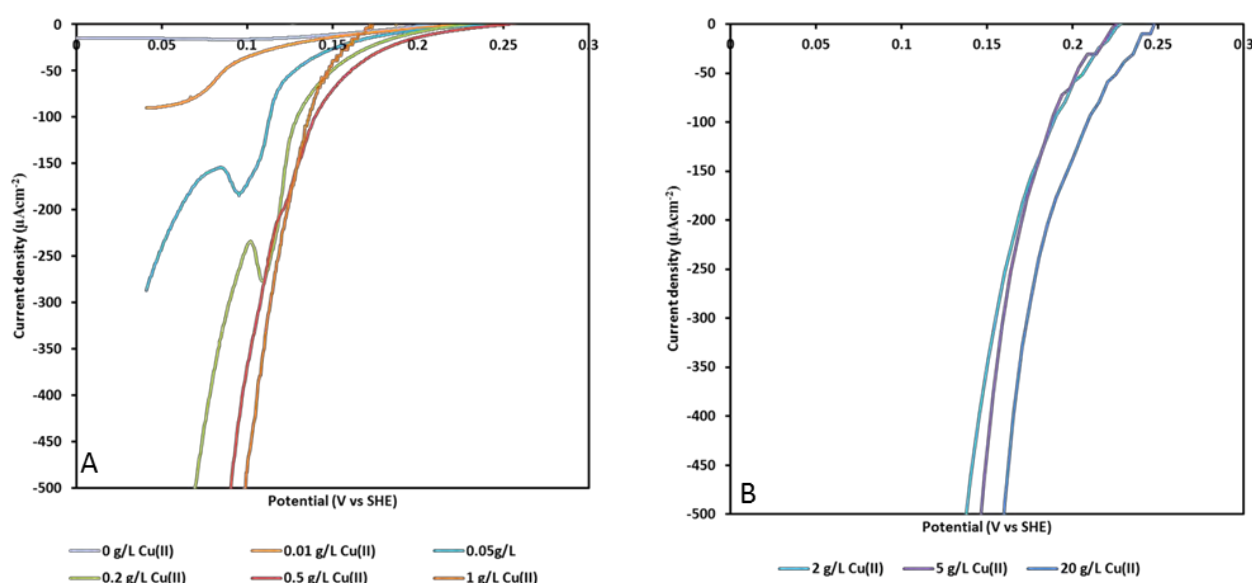 0
0 0.05 0.1 0.15 0.2 0.25 0.3
-50
-100
-150
-200
-250
-300
-350
-400
-450
-500
Current density (µAcm-2)
A
Potential (V vs SHE)
0 g/L Cu(II) 0.01 g/L Cu(II) 0.05g/L
0.2 g/L Cu(II) 0.5 g/L Cu(II) 1 g/L Cu(II)
0
0 0.05 0.1 0.15 0.2 0.25 0.3
-50
-100
-150
-200
-250
-300
-350
-400
-450
-500
Current density (µAcm-2)
B
Potential (V vs SHE)
2 g/L Cu(II) 5 g/L Cu(II) 20 g/L Cu(II)